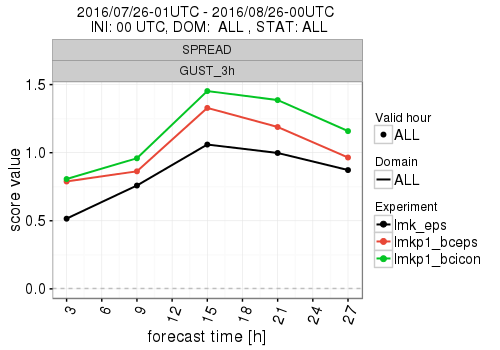 2016/07/26-01UTC - 2016/08/26-00UTC
INI: 00 UTC, DOM: ALL , STAT: ALL
SPREAD
GUST_3h
score value
1.5
1.0
0.5
0.0
3
6
9
12
15
18
21
24
27
forecast time [h]
Valid hour
ALL
Domain
ALL
Experiment
lmk_eps
lmkp1_bceps
lmkp1_bcicon